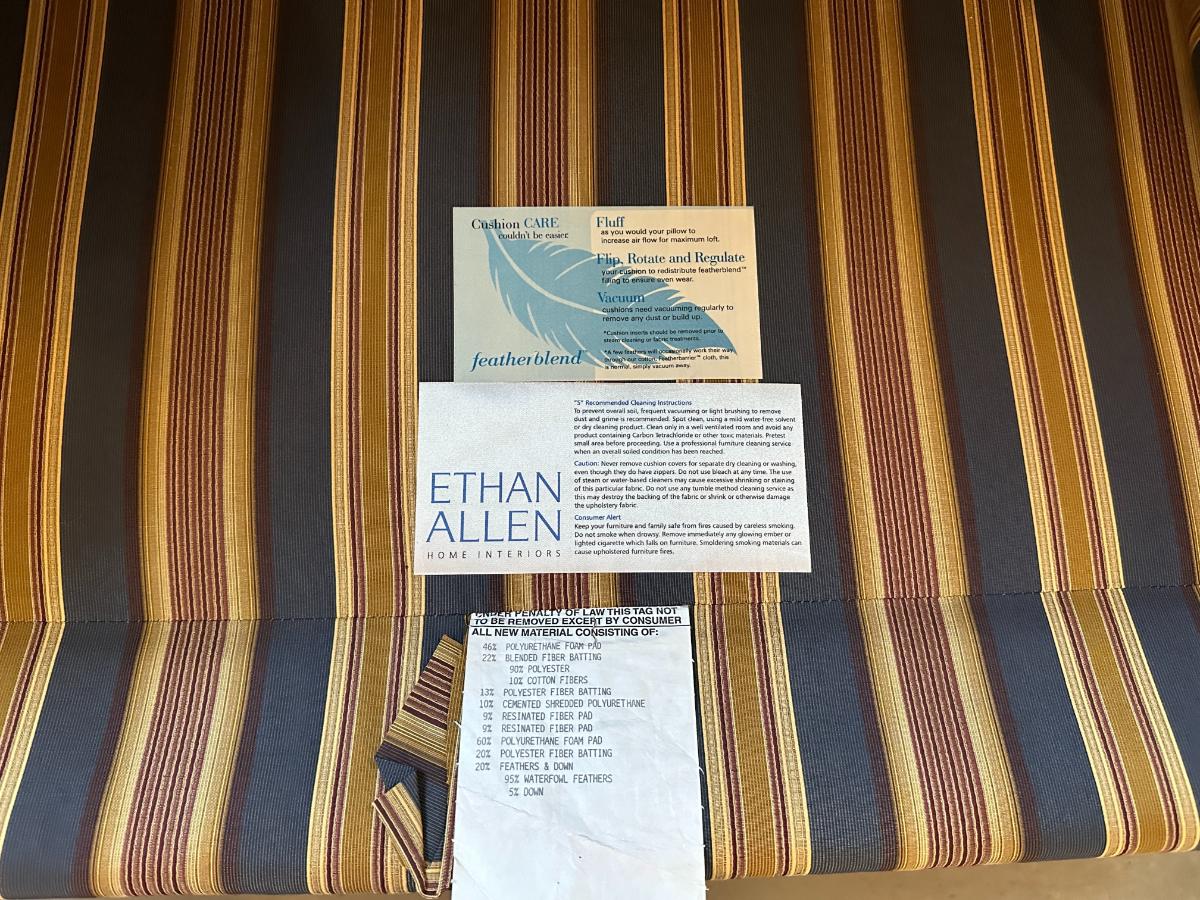 Cushion CARE
couldn't be easier.
featherblend
Fluff
as you would your pillow to
increase air flow for maximum loft.
Flip, Rotate and Regulate
your cushion to redistribute featherblend™
filling to ensure even wear.
Vacuum
cushions need vacuuming regularly to
remove any dust or build up.
*Cushion inserts should be removed prior to
steam cleaning or fabric treatments.
*A few feathers will occasionally work their way
through our cotton, Featherbarrier™ cloth, this
is normal, simply vacuum away.
ETHAN
ALLEN
HOME INTERIORS
"S" Recommended Cleaning Instructions
To prevent overall soil, frequent vacuuming or light brushing to remove
dust and grime is recommended. Spot clean, using a mild water-free solvent
or dry cleaning product. Clean only in a well ventilated room and avoid any
product containing Carbon Tetrachloride or other toxic materials. Pretest
small area before proceeding. Use a professional furniture cleaning service
when an overall soiled condition has been reached.
Caution: Never remove cushion covers for separate dry cleaning or washing,
even though they do have zippers. Do not use bleach at any time. The use
of steam or water-based cleaners may cause excessive shrinking or staining
of this particular fabric. Do not use any tumble method cleaning service as
this may destroy the backing of the fabric or shrink or otherwise damage
the upholstery fabric.
Consumer Alert
Keep your furniture and family safe from fires caused by careless smoking.
Do not smoke when drowsy. Remove immediately any glowing ember or
lighted cigarette which falls on furniture. Smoldering smoking materials can
cause upholstered furniture fires.
UNDER PENALTY OF LAW THIS TAG NOT
TO BE REMOVED EXCEPT BY CONSUMER
ALL NEW MATERIAL CONSISTING OF:
46% POLYURETHANE FOAM PAD
22% BLENDED FIBER BATTING
90% POLYESTER
10% COTTON FIBERS
13% POLYESTER FIBER BATTING
10% CEMENTED SHREDDED POLYURETHANE
9% RESINATED FIBER PAD
9% RESINATED FIBER PAD
60% POLYURETHANE FOAM PAD
20% POLYESTER FIBER BATTING
20% FEATHERS & DOWN
95% WATERFOWL FEATHERS
5% DOWN